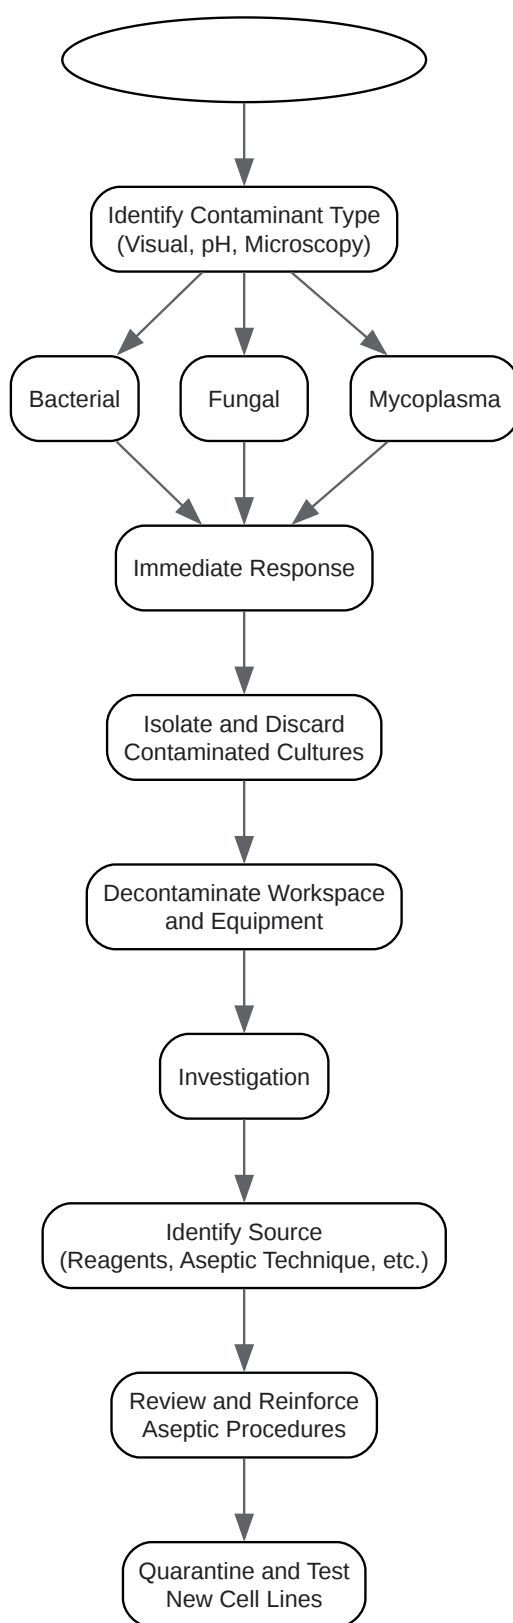 Identify Contaminant Type
(Visual, pH, Microscopy)
Bacterial
Fungal
Mycoplasma
Immediate Response
Isolate and Discard
Contaminated Cultures
Decontaminate Workspace
and Equipment
Investigation
Identify Source
(Reagents, Aseptic Technique, etc.)
Review and Reinforce
Aseptic Procedures
Quarantine and Test
New Cell Lines